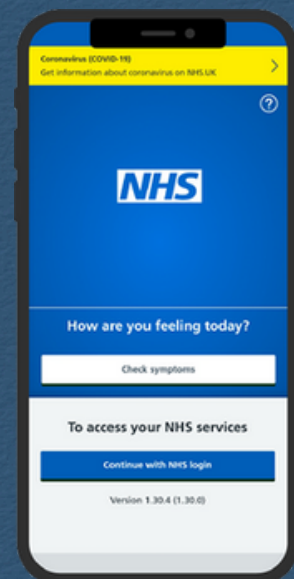 Coronavirus (COVID-19)
Get information about coronavirus on NHS.UK
?
NHS
How are you feeling today?
Check symptoms
To access your NHS services
Continue with NHS login
Version 1.30.4 (1.30.0)